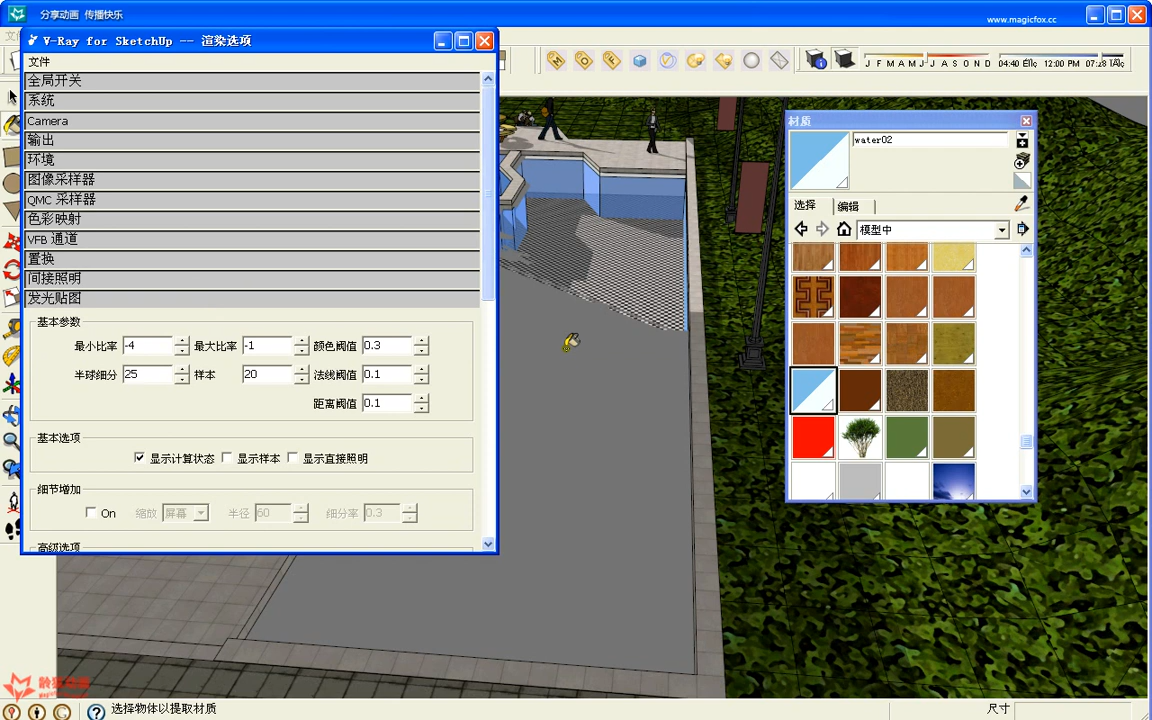 分享动画 传播快乐
www.magicfox.cc
V-Ray for SketchUp -- 渲染选项
文件
全局开关
系统
Camera
输出
环境
图像采样器
QMC 采样器
色彩映射
VFB 通道
置换
间接照明
发光贴图
基本参数
最小比率 -4 最大比率 -1 颜色阈值 0.3
半球细分 25 样本 20 法线阈值 0.1
距离阈值 0.1
基本选项
显示计算状态 显示样本 显示直接照明
细节增加
On 缩放 屏幕 半径 60 细分率 0.3
高级选项
J F M A M J J A S O N D 04:40 12:00 PM
材质
water02
选择 编辑
模型中
选择物体以提取材质
尺寸